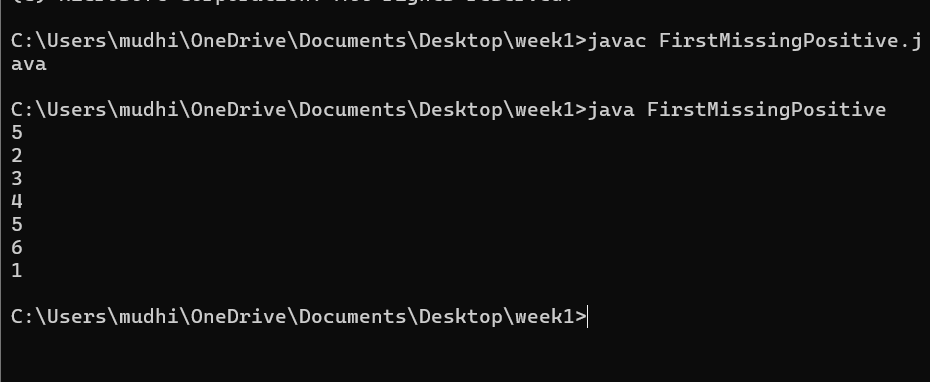 C:\Users\mudhi\OneDrive\Documents\Desktop\week1>javac FirstMissingPositive.j
ava
C:\Users\mudhi\OneDrive\Documents\Desktop\week1>java FirstMissingPositive
5
2
3
4
5
6
1
C:\Users\mudhi\OneDrive\Documents\Desktop\week1>